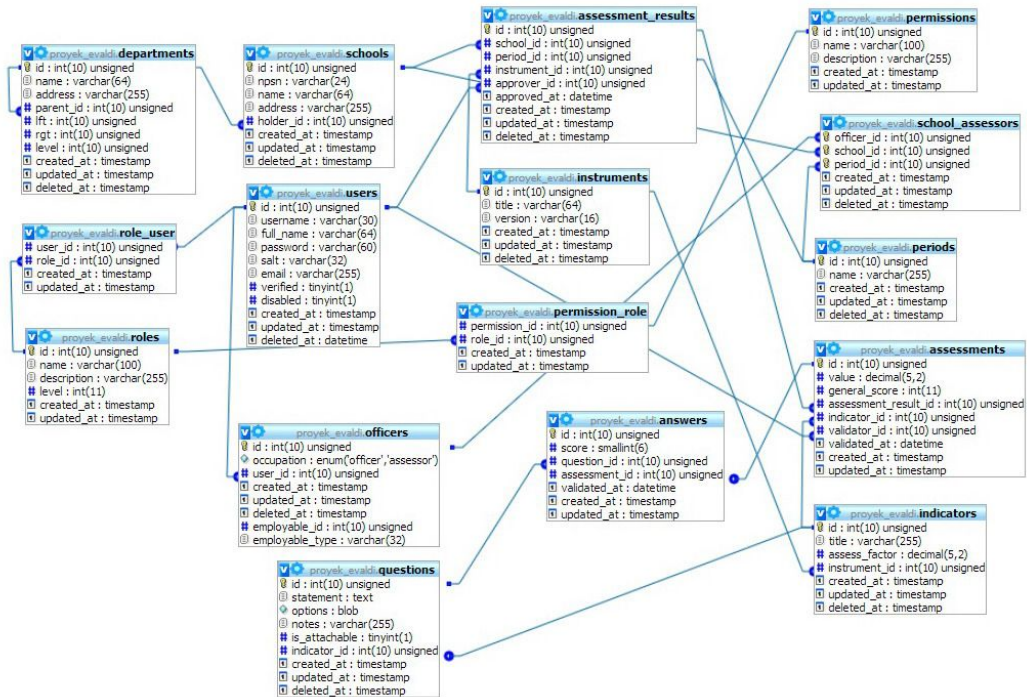 proyek_evaldi.departments
id : int(10) unsigned
name : varchar(64)
address : varchar(255)
parent_id : int(10) unsigned
lft : int(10) unsigned
rgt : int(10) unsigned
level : int(10) unsigned
created_at : timestamp
updated_at : timestamp
deleted_at : timestamp
proyek_evaldi.schools
id : int(10) unsigned
npsn : varchar(24)
name : varchar(64)
address : varchar(255)
holder_id : int(10) unsigned
created_at : timestamp
updated_at : timestamp
deleted_at : timestamp
proyek_evaldi.assessment_results
id : int(10) unsigned
school_id : int(10) unsigned
period_id : int(10) unsigned
instrument_id : int(10) unsigned
approver_id : int(10) unsigned
approved_at : datetime
created_at : timestamp
updated_at : timestamp
deleted_at : timestamp
proyek_evaldi.permissions
id : int(10) unsigned
name : varchar(100)
description : varchar(255)
created_at : timestamp
updated_at : timestamp
proyek_evaldi.school_assessors
officer_id : int(10) unsigned
school_id : int(10) unsigned
period_id : int(10) unsigned
created_at : timestamp
updated_at : timestamp
deleted_at : timestamp
proyek_evaldi.users
id : int(10) unsigned
username : varchar(30)
full_name : varchar(64)
password : varchar(60)
salt : varchar(32)
email : varchar(255)
verified : tinyint(1)
disabled : tinyint(1)
created_at : timestamp
updated_at : timestamp
deleted_at : datetime
proyek_evaldi.instruments
id : int(10) unsigned
title : varchar(64)
version : varchar(16)
created_at : timestamp
updated_at : timestamp
deleted_at : timestamp
proyek_evaldi.role_user
user_id : int(10) unsigned
role_id : int(10) unsigned
created_at : timestamp
updated_at : timestamp
proyek_evaldi.periods
id : int(10) unsigned
name : varchar(255)
created_at : timestamp
updated_at : timestamp
deleted_at : timestamp
proyek_evaldi.roles
id : int(10) unsigned
name : varchar(100)
description : varchar(255)
level : int(11)
created_at : timestamp
updated_at : timestamp
proyek_evaldi.permission_role
permission_id : int(10) unsigned
role_id : int(10) unsigned
created_at : timestamp
updated_at : timestamp
proyek_evaldi.assessments
id : int(10) unsigned
value : decimal(5,2)
general_score : int(11)
assessment_result_id : int(10) unsigned
indicator_id : int(10) unsigned
validator_id : int(10) unsigned
validated_at : datetime
created_at : timestamp
updated_at : timestamp
proyek_evaldi.officers
id : int(10) unsigned
occupation : enum('officer','assessor')
user_id : int(10) unsigned
created_at : timestamp
updated_at : timestamp
deleted_at : timestamp
employable_id : int(10) unsigned
employable_type : varchar(32)
proyek_evaldi.answers
id : int(10) unsigned
score : smallint(6)
question_id : int(10) unsigned
assessment_id : int(10) unsigned
validated_at : datetime
created_at : timestamp
updated_at : timestamp
proyek_evaldi.indicators
id : int(10) unsigned
title : varchar(255)
assess_factor : decimal(5,2)
instrument_id : int(10) unsigned
created_at : timestamp
updated_at : timestamp
deleted_at : timestamp
proyek_evaldi.questions
id : int(10) unsigned
statement : text
options : blob
notes : varchar(255)
is_attachable : tinyint(1)
indicator_id : int(10) unsigned
created_at : timestamp
updated_at : timestamp
deleted_at : timestamp